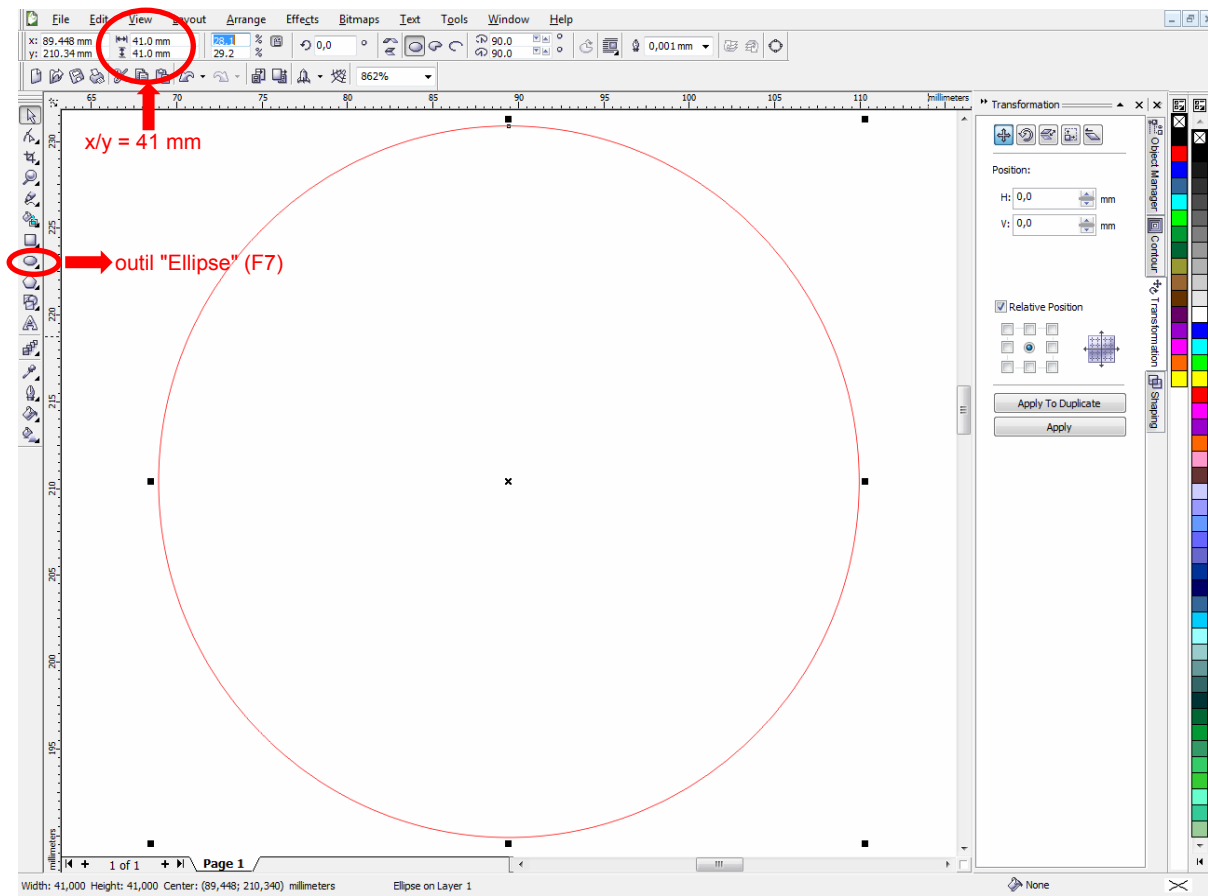 File Edit View Layout Arrange Effects Bitmaps Text Tools Window Help
x: 89.448 mm 41.0 mm 28.1 % 0,0 ° 90.0 ° 0,001 mm
y: 210.34 mm 41.0 mm 29.2 % 90.0
862%
65 70 75 80 85 90 95 100 105 110 millimeters
x/y = 41 mm
outil "Ellipse" (F7)
230
225
220
215
210
205
200
195
millimeters
Transformation
Position:
H: 0,0 mm
V: 0,0 mm
Relative Position
Apply To Duplicate
Apply
Object Manager
Contour
Transformation
Shaping
1 of 1 Page 1
Width: 41,000 Height: 41,000 Center: (89,448; 210,340) millimeters Ellipse on Layer 1 None